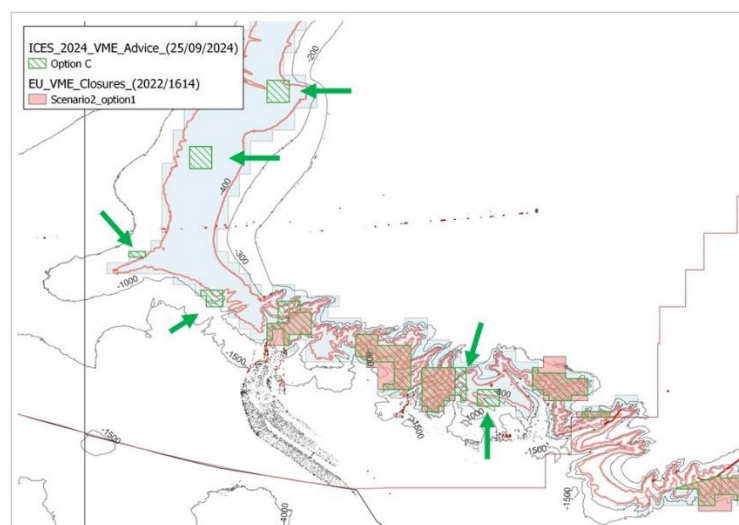 ICES_2024_VME_Advice_(25/09/2024)
Option C
EU_VME_Closures_(2022/1614)
Scenario2_option1
-200
-400
-300
-1000
-1500
-1500
-1500
-1000
-1500
-1500
-4000